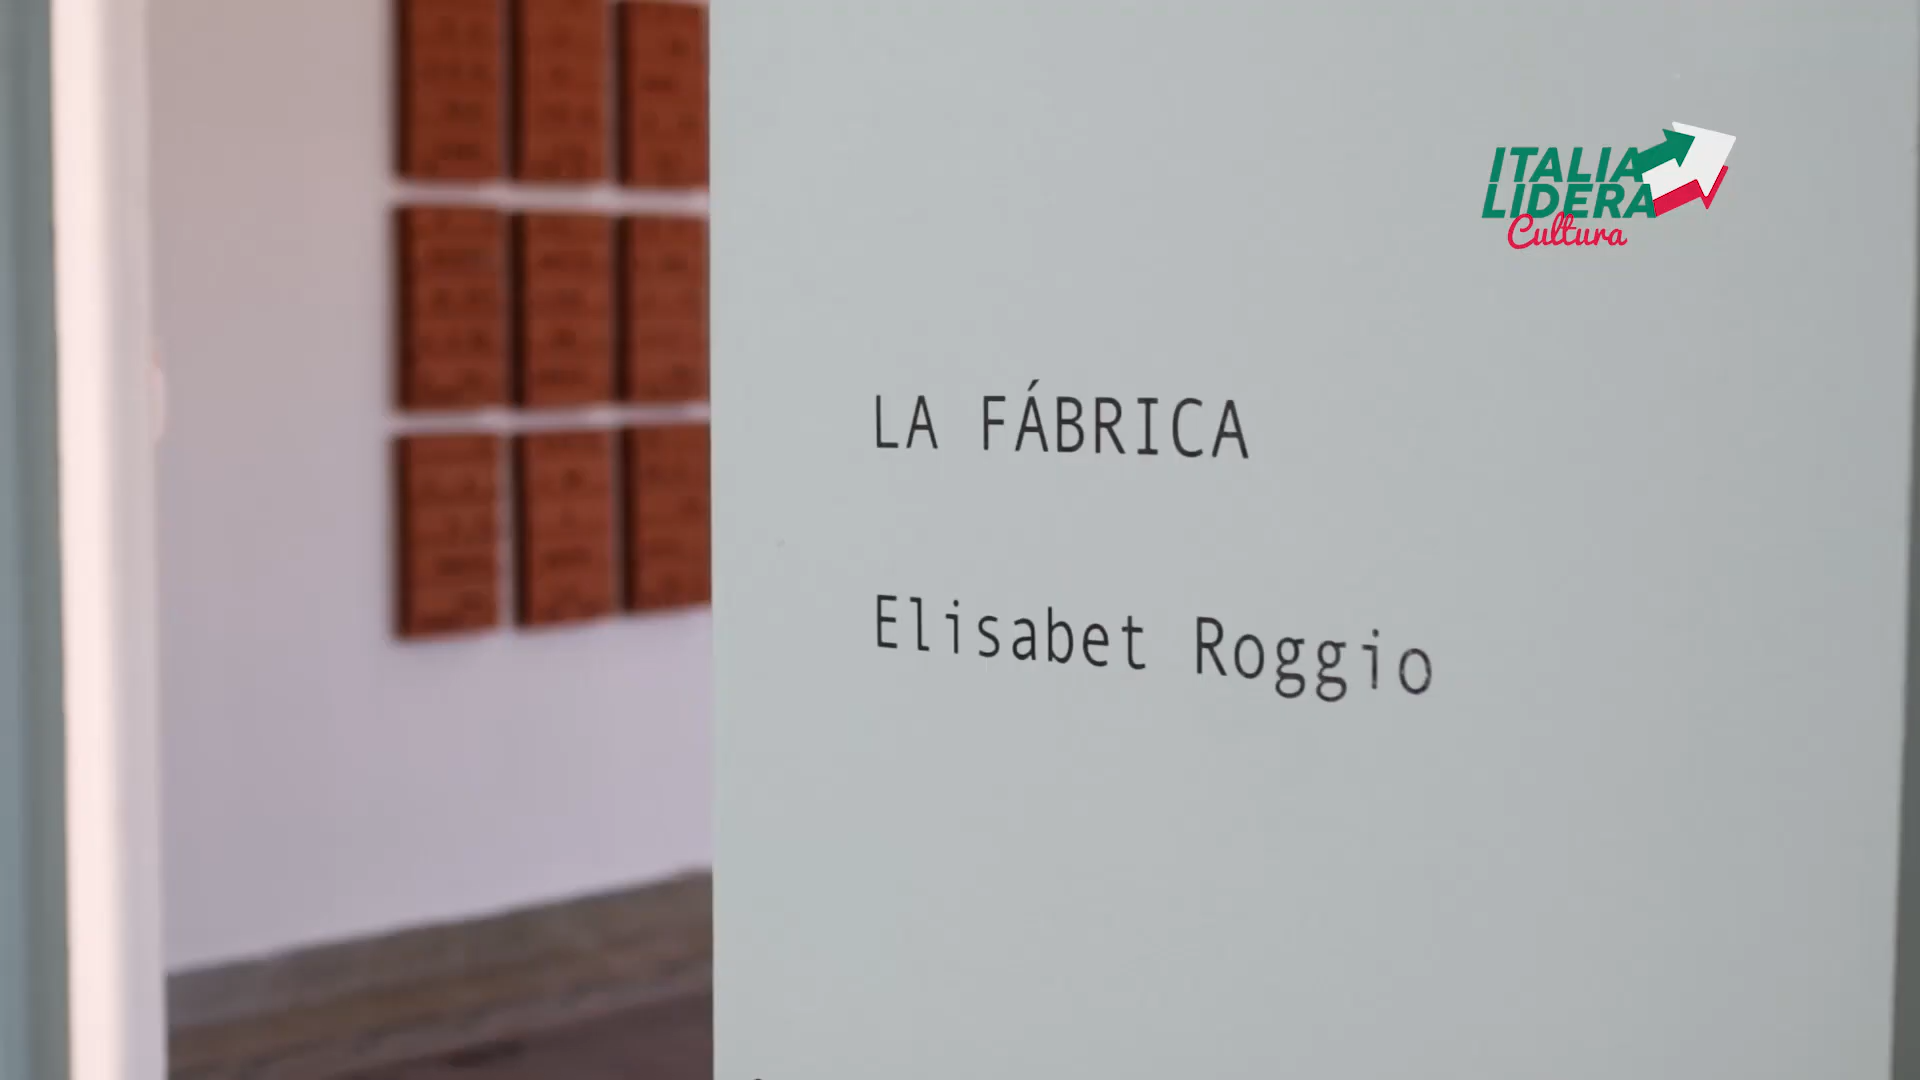 ITALIA
LIDERA
Cultura
LA FÁBRICA
Elisabet Roggio